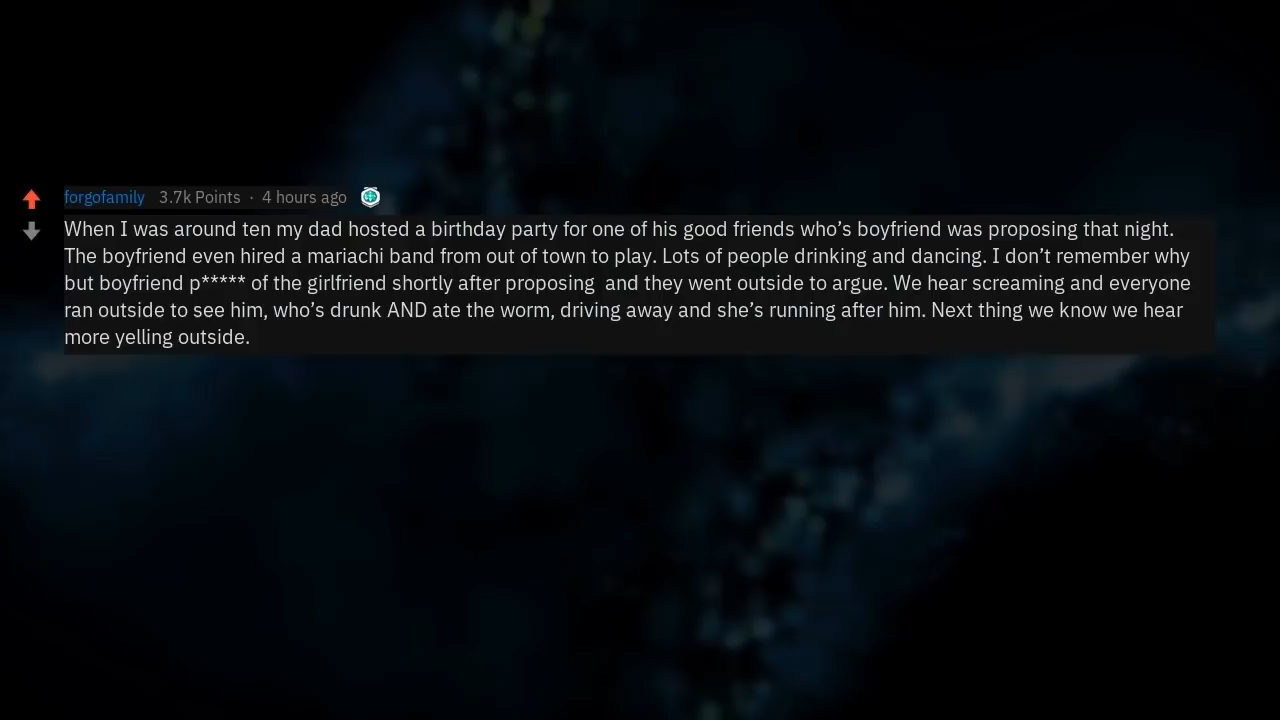 forgofamily 3.7k Points · 4 hours ago
When I was around ten my dad hosted a birthday party for one of his good friends who’s boyfriend was proposing that night.
The boyfriend even hired a mariachi band from out of town to play. Lots of people drinking and dancing. I don’t remember why
but boyfriend p***** of the girlfriend shortly after proposing  and they went outside to argue. We hear screaming and everyone
ran outside to see him, who’s drunk AND ate the worm, driving away and she’s running after him. Next thing we know we hear
more yelling outside.